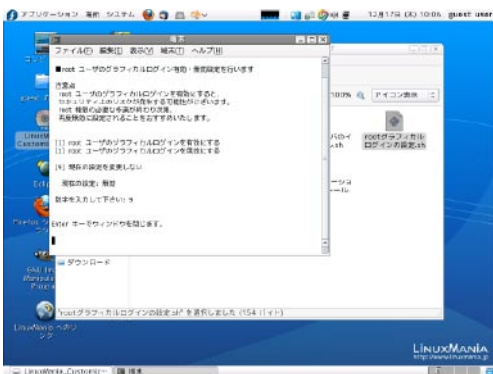 アプリケーション 場所 システム
12月17日 (水) 10:06 guest user
端末
ファイル(F) 編集(E) 表示(V) 端末(T) ヘルプ(H)
■root ユーザのグラフィカルログイン有効・無効設定を行います
注意点
root ユーザのグラフィカルログインを有効にすると、
セキュリティ上のリスクが発生する可能性がございます。
root 権限の必要な作業が終わり次第、
再度無効に設定されることをおすすめいたします。
root ユーザのグラフィカルログインを有効にする
root ユーザのグラフィカルログインを無効にする
[9] 現在の設定を変更しない
現在の設定: 無効
数字を入力して下さい: 9
Enter キーでウィンドウを閉じます。
100%
アイコン表示
rootグラフィカル
ログインの設定.sh
ダウンロード
"rootグラフィカルログインの設定.sh" を選択しました (154 バイト)
LinuxMania への
LinuxMania
端末